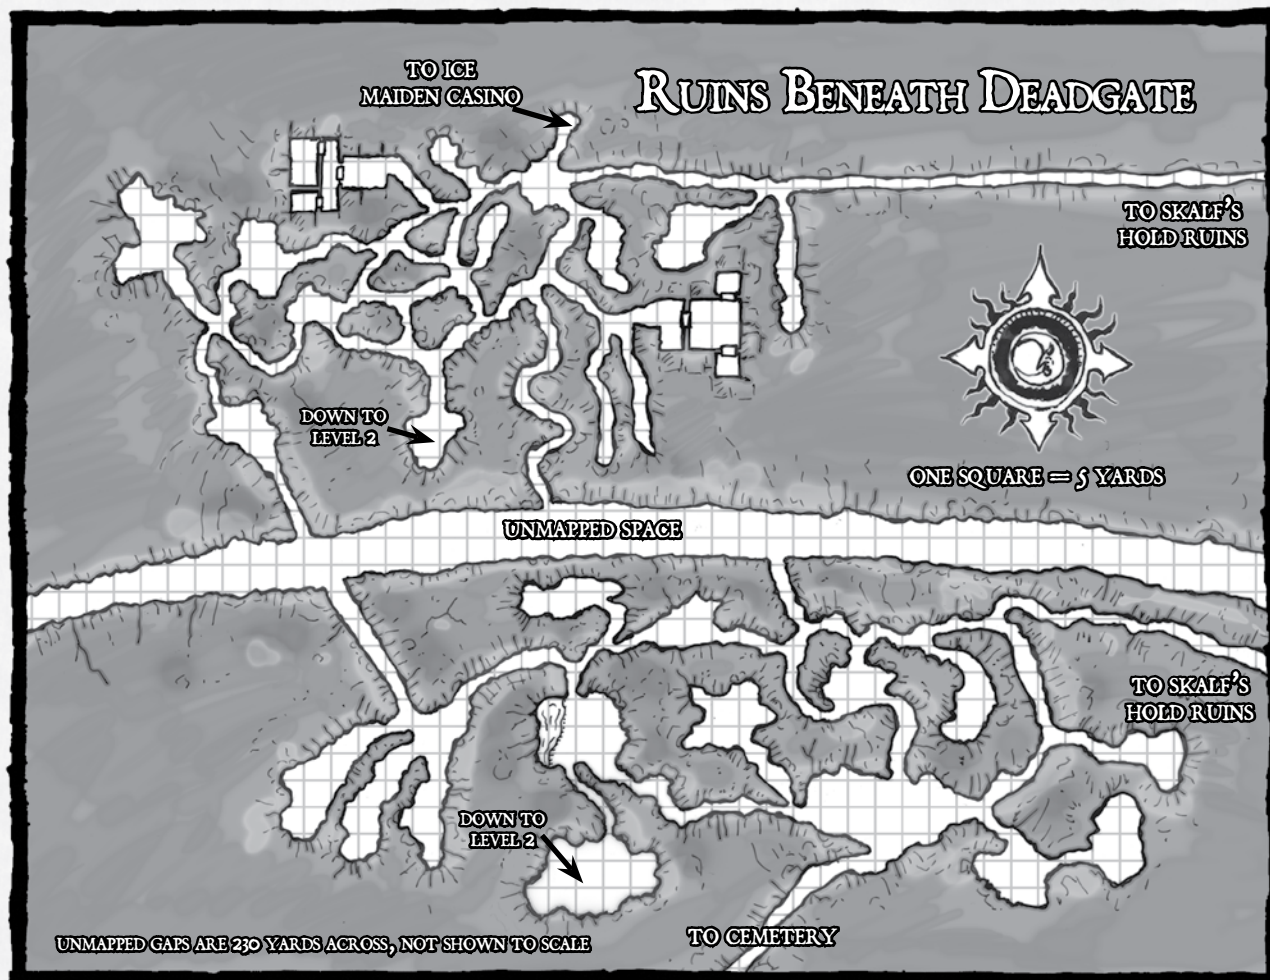 TO ICE
MAIDEN CASINO
RUINS BENEATH DEADGATE
TO SKALF'S
HOLD RUINS
DOWN TO
LEVEL 2
ONE SQUARE = 5 YARDS
UNMAPPED SPACE
TO SKALF'S
HOLD RUINS
DOWN TO
LEVEL 2
UNMAPPED GAPS ARE 230 YARDS ACROSS, NOT SHOWN TO SCALE
TO CEMETERY